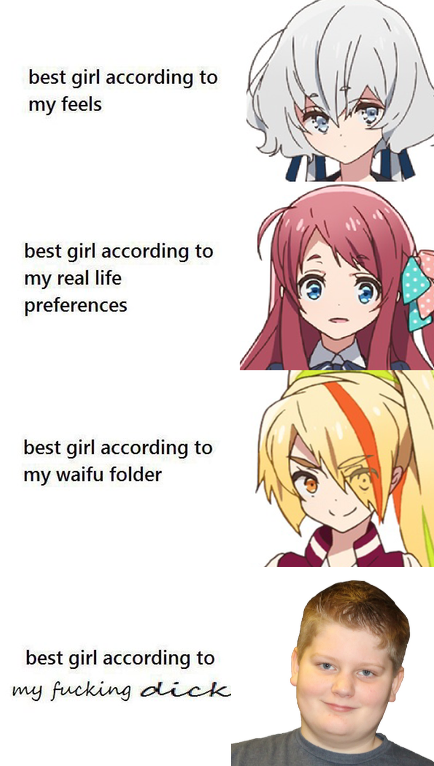 best girl according to
my feels
best girl according to
my real life
preferences
best girl according to
my waifu folder
best girl according to
my fucking dick